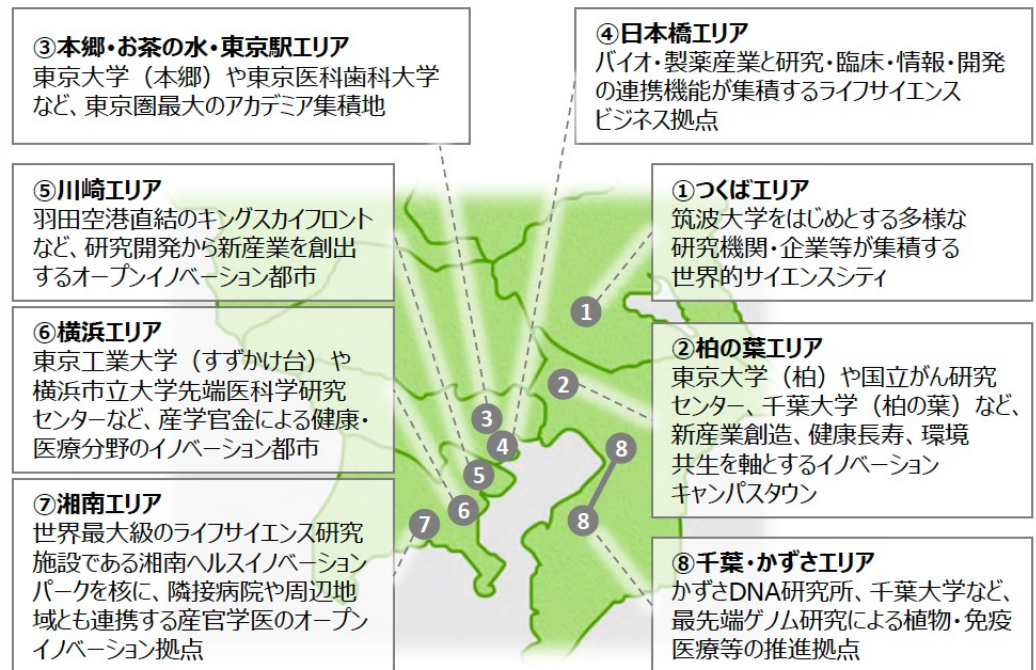 ③本郷・お茶の水・東京駅エリア
東京大学（本郷）や東京医科歯科大学
など、東京圏最大のアカデミア集積地
④日本橋エリア
バイオ・製薬産業と研究・臨床・情報・開発
の連携機能が集積するライフサイエンス
ビジネス拠点
⑤川崎エリア
羽田空港直結のキングスカイフロント
など、研究開発から新産業を創出
するオープンイノベーション都市
①つくばエリア
筑波大学をはじめとする多様な
研究機関・企業等が集積する
世界的サイエンスシティ
⑥横浜エリア
東京工業大学（すずかけ台）や
横浜市立大学先端医科学研究
センターなど、産学官金による健康・
医療分野のイノベーション都市
②柏の葉エリア
東京大学（柏）や国立がん研究
センター、千葉大学（柏の葉）など、
新産業創造、健康長寿、環境
共生を軸とするイノベーション
キャンパスタウン
⑦湘南エリア
世界最大級のライフサイエンス研究
施設である湘南ヘルスイノベーション
パークを核に、隣接病院や周辺地
域とも連携する産官学医のオープン
イノベーション拠点
⑧千葉・かずさエリア
かずさDNA研究所、千葉大学など、
最先端ゲノム研究による植物・免疫
医療等の推進拠点
1
2
3
4
8
5
6
7
8